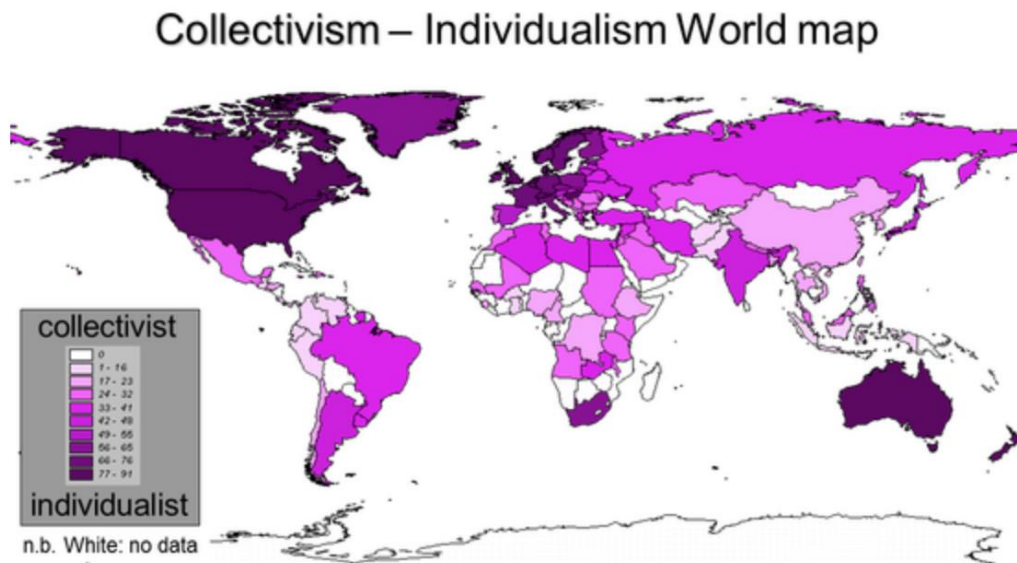 Collectivism – Individualism World map
collectivist
0
1 - 16
17 - 23
24 - 32
33 - 41
42 - 48
49 - 55
56 - 65
66 - 76
77 - 91
individualist
n.b. White: no data